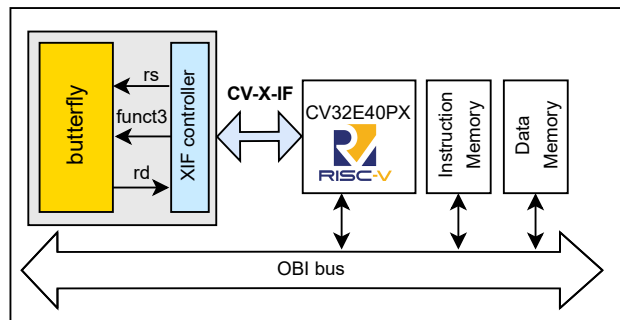 butterfly
rs
funct3
rd
XIF controller
CV-X-IF
CV32E40PX
RISC-V
Instruction
Memory
Data
Memory
OBI bus